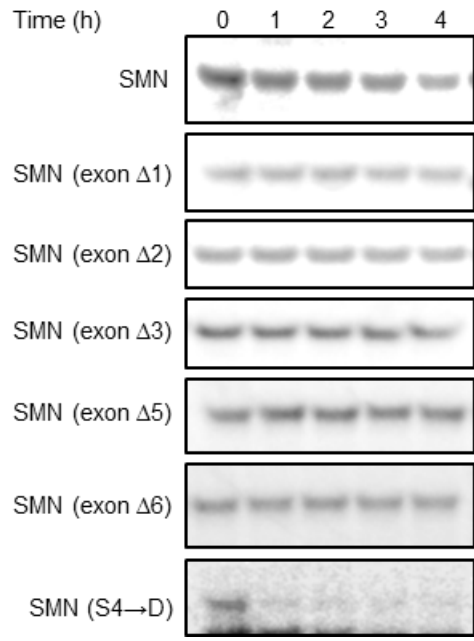 Time (h) 0 1 2 3 4
SMN
SMN (exon Δ1)
SMN (exon Δ2)
SMN (exon Δ3)
SMN (exon Δ5)
SMN (exon Δ6)
SMN (S4→D)